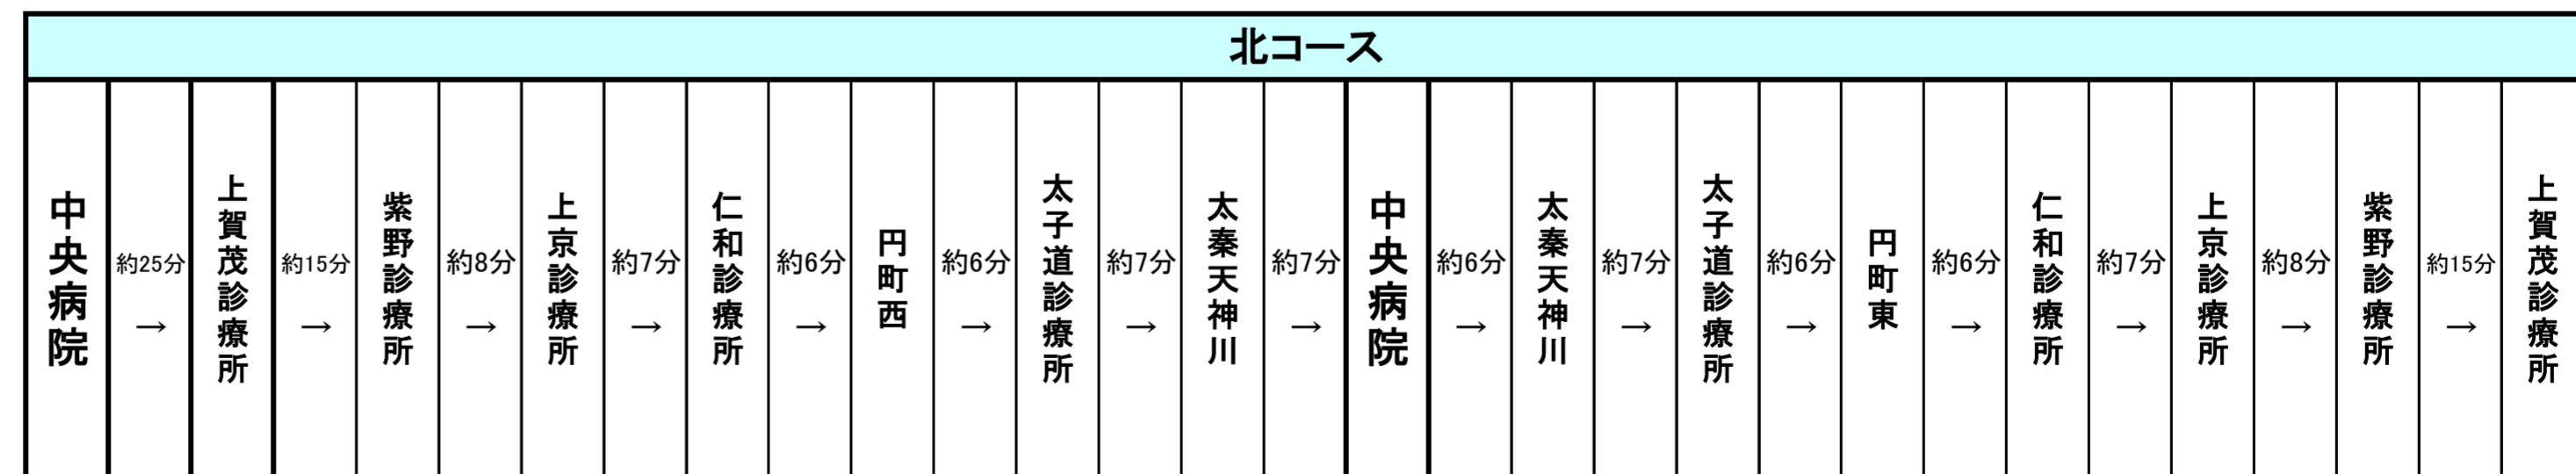 北コース
中央病院
約25分
→
上賀茂診療所
約15分
→
紫野診療所
約8分
→
上京診療所
約7分
→
仁和診療所
約6分
→
円町西
約6分
→
太子道診療所
約7分
→
太秦天神川
約7分
→
中央病院
約6分
→
太秦天神川
約7分
→
太子道診療所
約6分
→
円町東
約6分
→
仁和診療所
約7分
→
上京診療所
約8分
→
紫野診療所
約15分
→
上賀茂診療所